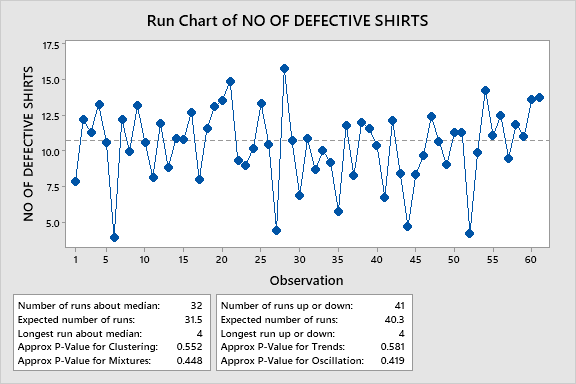 Run Chart of NO OF DEFECTIVE SHIRTS
NO OF DEFECTIVE SHIRTS
17.5
15.0
12.5
10.0
7.5
5.0
1 5 10 15 20 25 30 35 40 45 50 55 60
Observation
Number of runs about median: 32
Expected number of runs: 31.5
Longest run about median: 4
Approx P-Value for Clustering: 0.552
Approx P-Value for Mixtures: 0.448
Number of runs up or down: 41
Expected number of runs: 40.3
Longest run up or down: 4
Approx P-Value for Trends: 0.581
Approx P-Value for Oscillation: 0.419